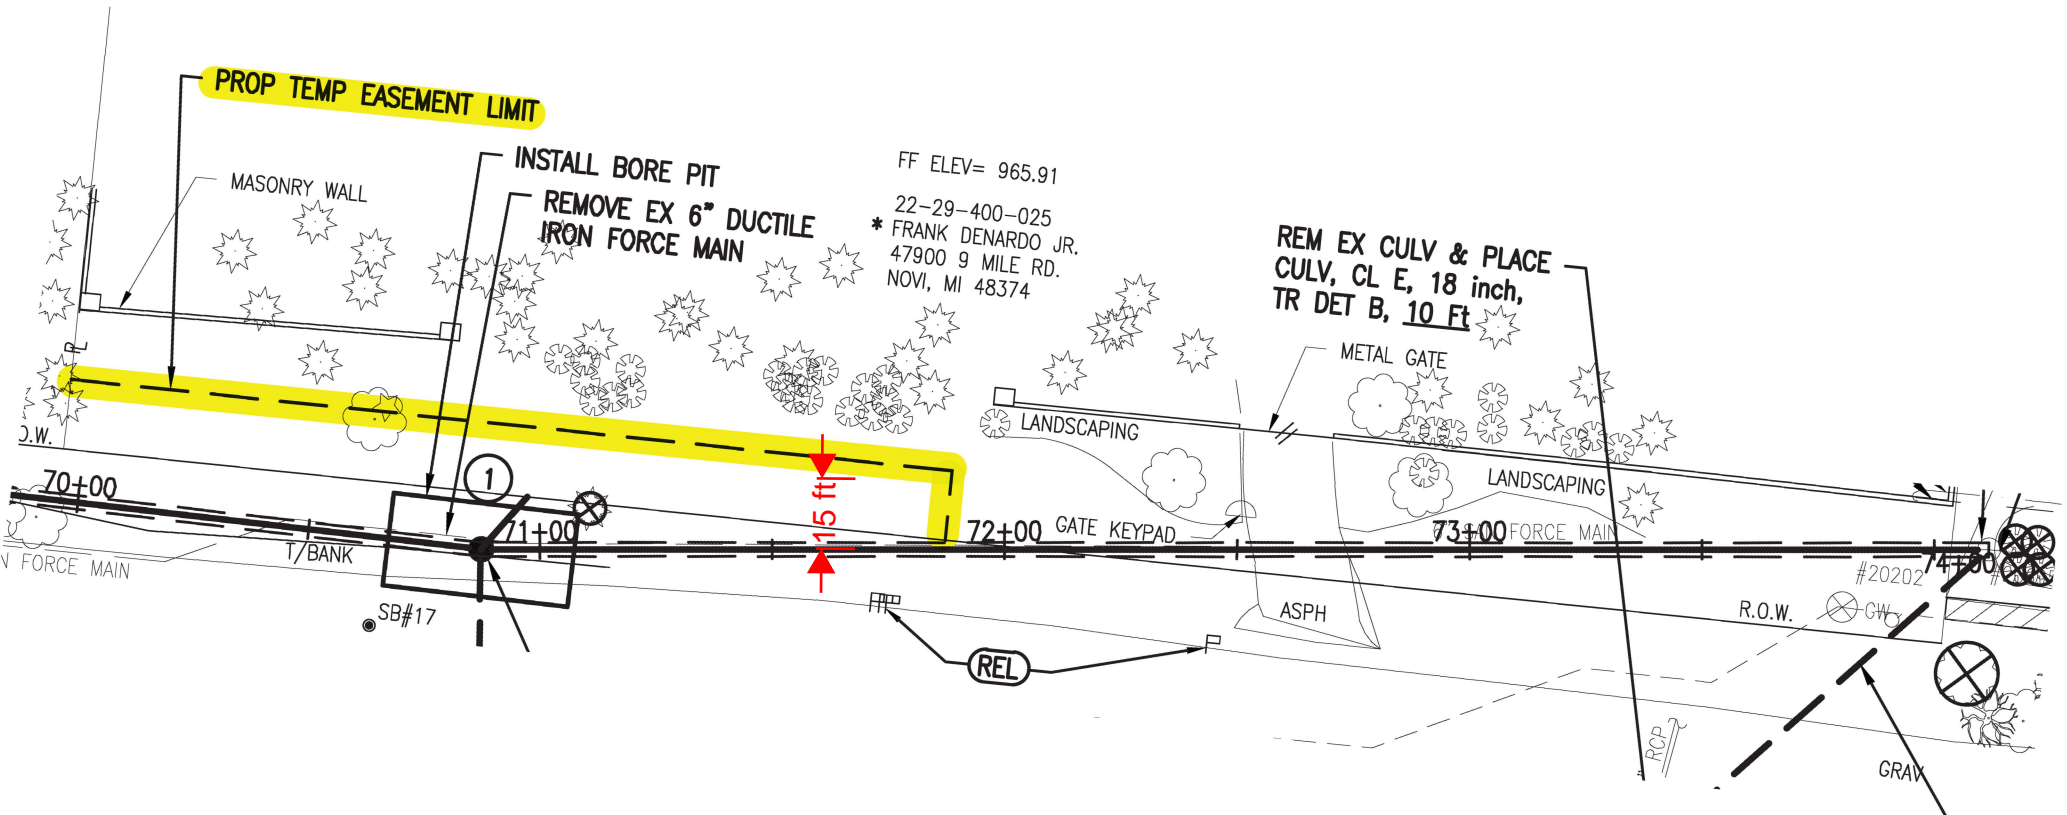 PROP TEMP EASEMENT LIMIT
INSTALL BORE PIT
REMOVE EX 6" DUCTILE
IRON FORCE MAIN
MASONRY WALL
FF ELEV= 965.91
22-29-400-025
* FRANK DENARDO JR.
47900 9 MILE RD.
NOVI, MI 48374
REM EX CULV & PLACE
CULV, CL E, 18 inch,
TR DET B, 10 Ft
METAL GATE
LANDSCAPING
LANDSCAPING
70+00
1
71+00
15 ft
72+00
GATE KEYPAD
73+00
FORCE MAIN
74+00
T/BANK
FORCE MAIN
SB#17
REL
ASPH
R.O.W.
#20202
GW
RCP
GRAV